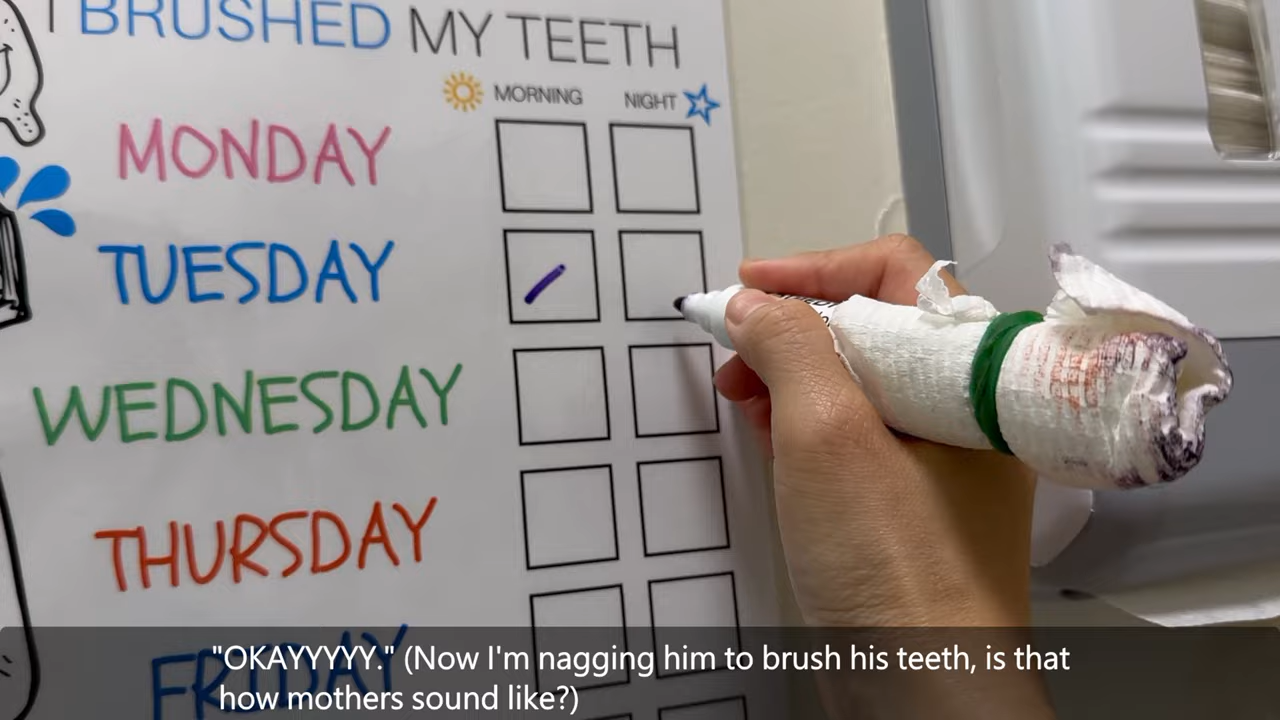 I BRUSHED MY TEETH
MORNING NIGHT
MONDAY
TUESDAY
WEDNESDAY
THURSDAY
FRIDAY
"OKAYYYYY." (Now I'm nagging him to brush his teeth, is that
how mothers sound like?)